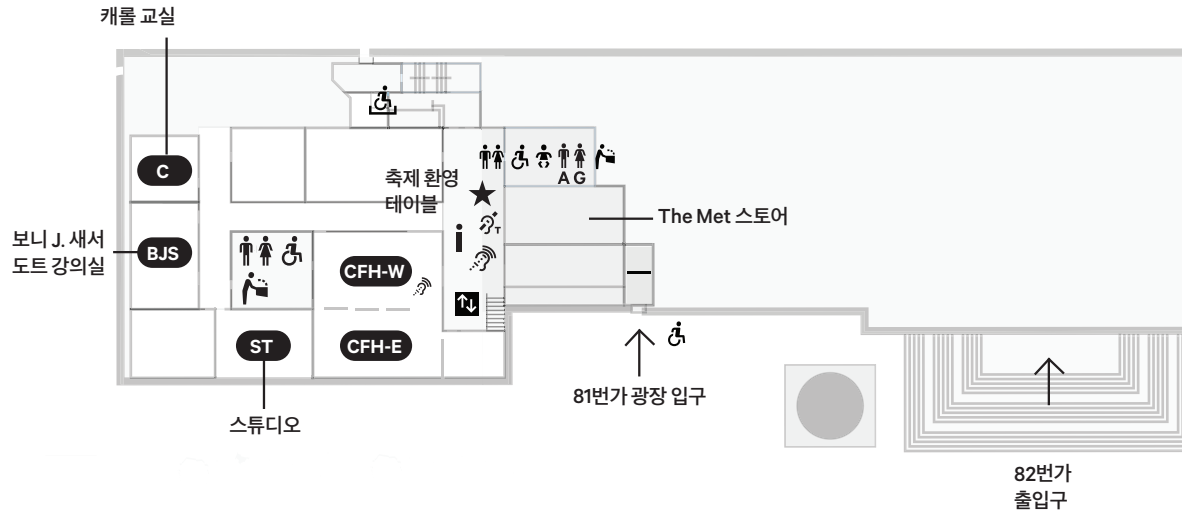 캐롤 교실
C
축제 환영
테이블
A G
The Met 스토어
보니 J. 새서
도트 강의실
BJS
CFH-W
T
ST
CFH-E
81번가 광장 입구
스튜디오
82번가
출입구